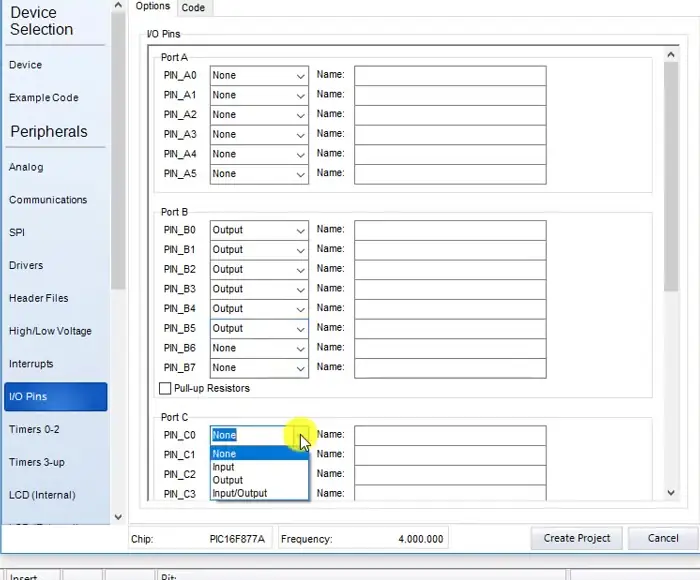 Device
Selection
Device
Example Code
Peripherals
Analog
Communications
SPI
Drivers
Header Files
High/Low Voltage
Interrupts
I/O Pins
Timers 0-2
Timers 3-up
LCD (Internal)
Options Code
I/O Pins
Port A
PIN_A0 None Name:
PIN_A1 None Name:
PIN_A2 None Name:
PIN_A3 None Name:
PIN_A4 None Name:
PIN_A5 None Name:
Port B
PIN_B0 Output Name:
PIN_B1 Output Name:
PIN_B2 Output Name:
PIN_B3 Output Name:
PIN_B4 Output Name:
PIN_B5 Output Name:
PIN_B6 None Name:
PIN_B7 None Name:
Pull-up Resistors
Port C
PIN_C0 None Name:
PIN_C1 None Name:
Input
PIN_C2 Output Name:
PIN_C3 Input/Output Name:
Chip: PIC16F877A Frequency: 4.000.000 Create Project Cancel
Insert Pjt: